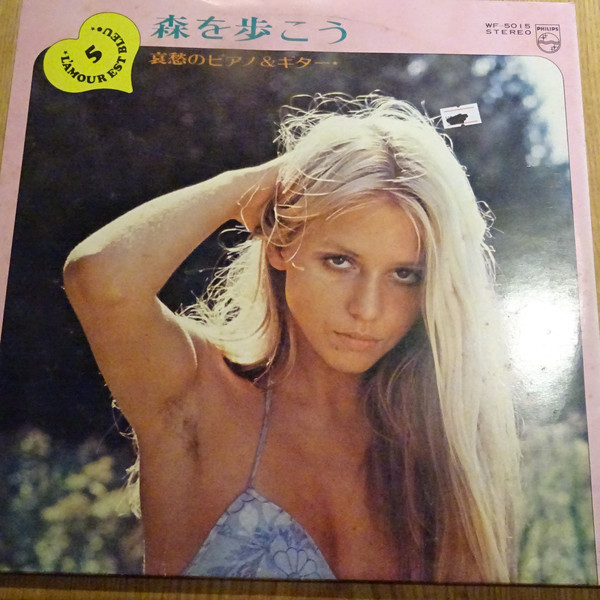 森を歩こう
哀愁のピアノ&ギター・
WF-5015
STEREO
PHILIPS
5
・L'AMOUR EST BLEU・